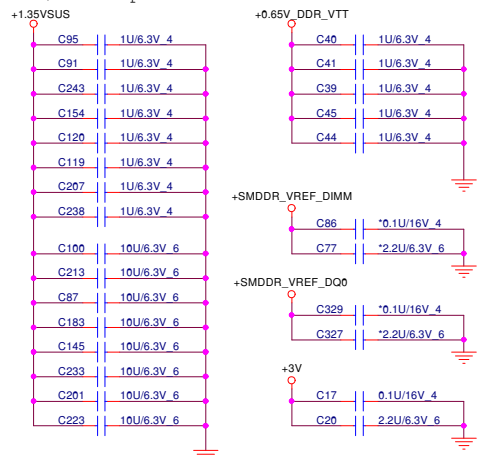 +1.35VSUS
C95 1U/6.3V_4
C91 1U/6.3V_4
C243 1U/6.3V_4
C154 1U/6.3V_4
C120 1U/6.3V_4
C119 1U/6.3V_4
C207 1U/6.3V_4
C238 1U/6.3V_4
C100 10U/6.3V_6
C213 10U/6.3V_6
C87 10U/6.3V_6
C183 10U/6.3V_6
C145 10U/6.3V_6
C233 10U/6.3V_6
C201 10U/6.3V_6
C223 10U/6.3V_6
+0.65V_DDR_VTT
C40 1U/6.3V_4
C41 1U/6.3V_4
C39 1U/6.3V_4
C45 1U/6.3V_4
C44 1U/6.3V_4
+SMDDR_VREF_DIMM
C86 *0.1U/16V_4
C77 *2.2U/6.3V_6
+SMDDR_VREF_DQ0
C329 *0.1U/16V_4
C327 *2.2U/6.3V_6
+3V
C17 0.1U/16V_4
C20 2.2U/6.3V_6